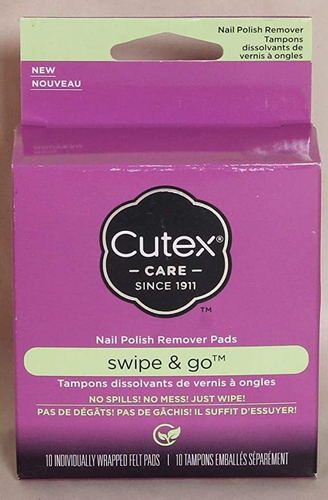 Nail Polish Remover
Tampons
dissolvants de
vernis à ongles
NEW
NOUVEAU
Cutex®
CARE
SINCE 1911
TM
Nail Polish Remover Pads
swipe & go™
Tampons dissolvants de vernis à ongles
NO SPILLS! NO MESS! JUST WIPE!
PAS DE DÉGÂTS! PAS DE GÂCHIS! IL SUFFIT D'ESSUYER!
10 INDIVIDUALLY WRAPPED FELT PADS | 10 TAMPONS EMBALLÉS SÉPARÉMENT